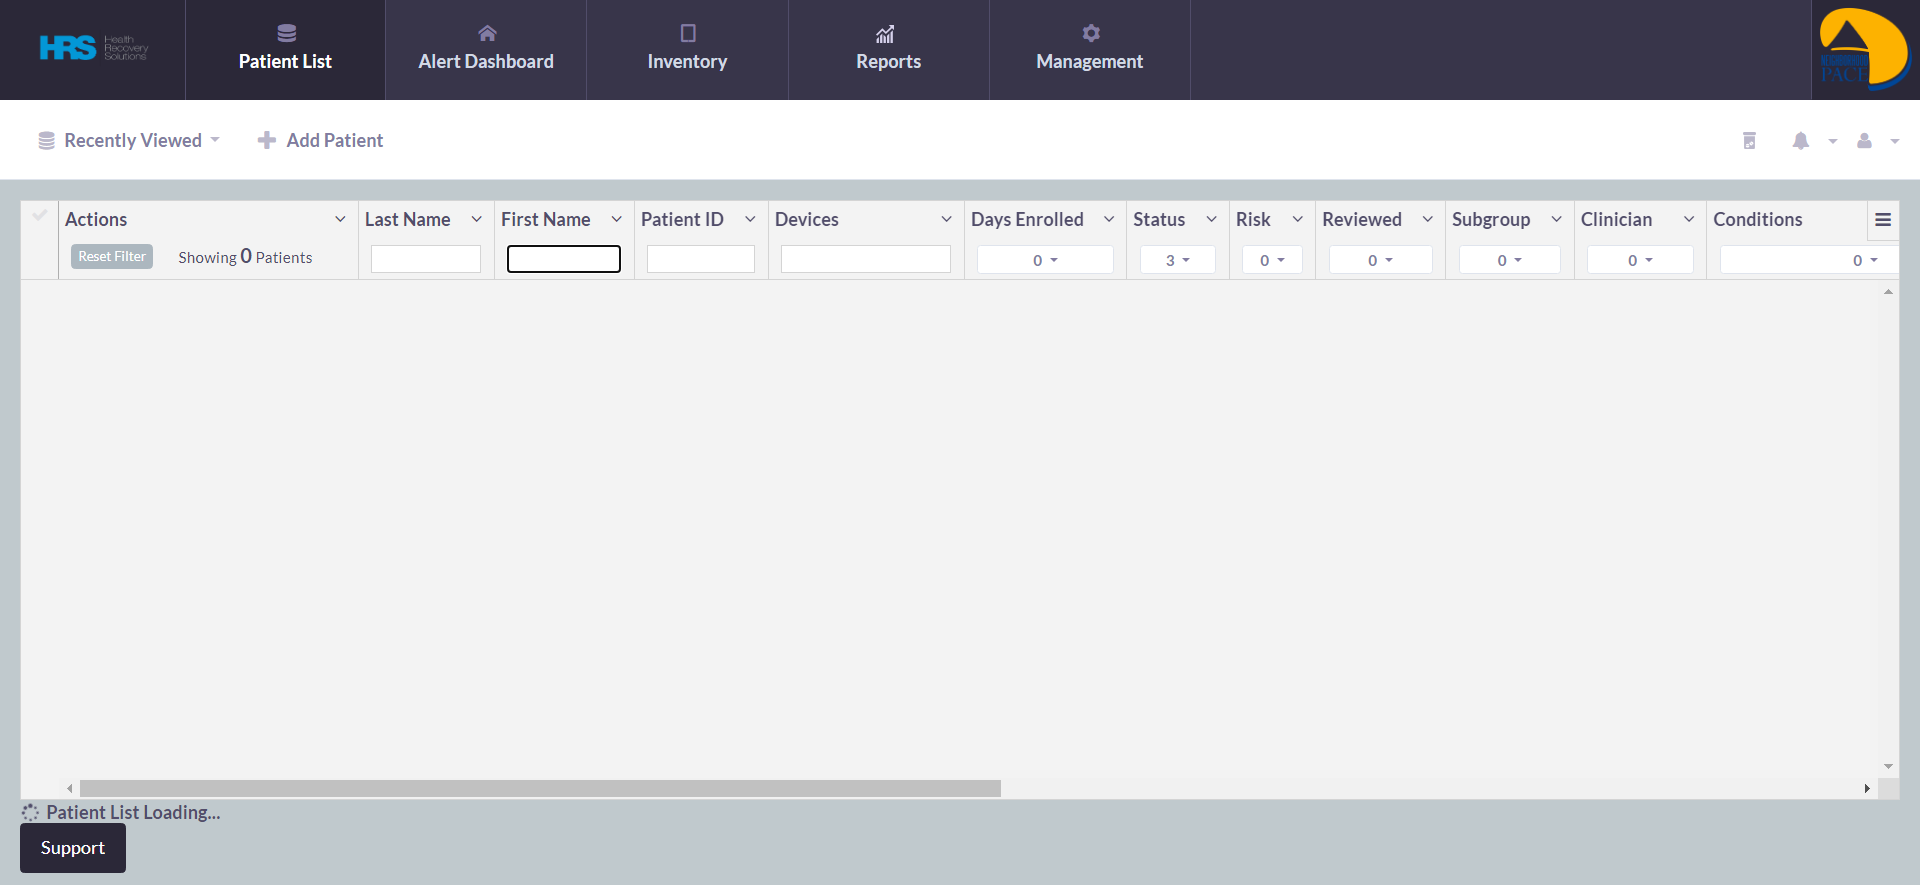 HRS Health
Recovery
Solutions
Patient List
Alert Dashboard
Inventory
Reports
Management
PACE
Recently Viewed
Add Patient
Actions
Last Name
First Name
Patient ID
Devices
Days Enrolled
Status
Risk
Reviewed
Subgroup
Clinician
Conditions
Reset Filter
Showing 0 Patients
0
3
0
0
0
0
0
Patient List Loading...
Support